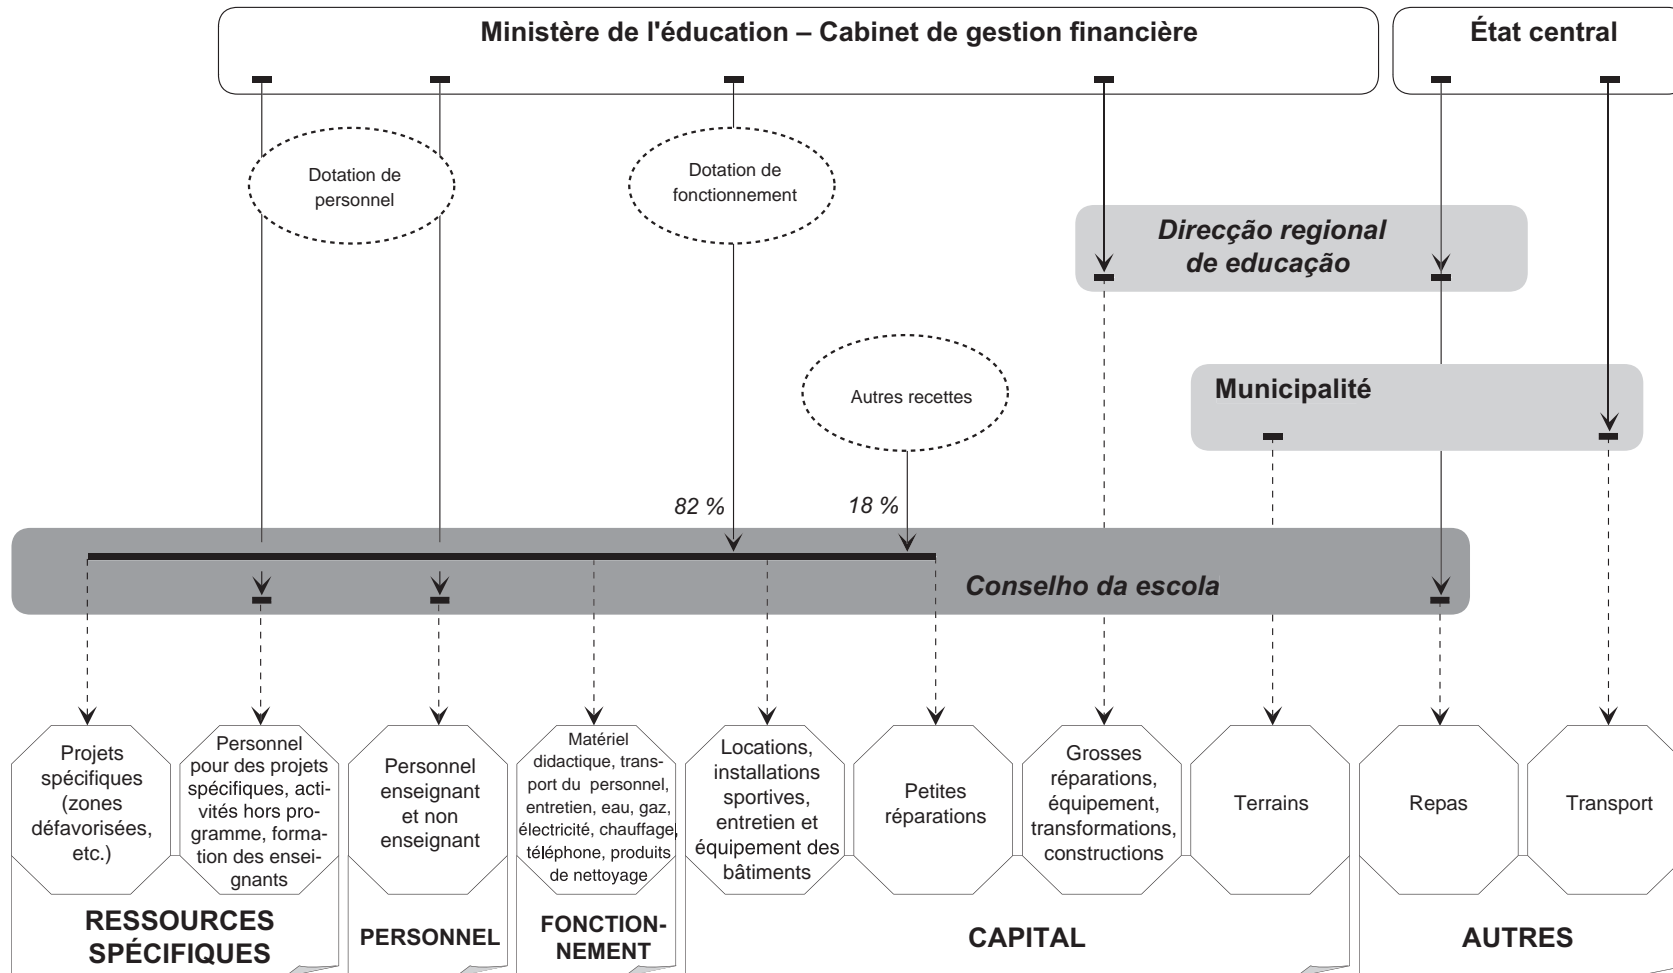 Ministère de l'éducation – Cabinet de gestion financière
État central
Dotation de
personnel
Dotation de
fonctionnement
Direcção regional
de educação
Autres recettes
Municipalité
82 %
18 %
Conselho da escola
Projets
spécifiques
(zones
défavorisées,
etc.)
Personnel
pour des projets
spécifiques, acti-
vités hors pro-
gramme, forma-
tion des ensei-
gnants
Personnel
enseignant
et non
enseignant
Matériel
didactique, trans-
port du personnel,
entretien, eau, gaz,
électricité, chauffage,
téléphone, produits
de nettoyage
Locations,
installations
sportives,
entretien et
équipement des
bâtiments
Petites
réparations
Grosses
réparations,
équipement,
transformations,
constructions
Terrains
Repas
Transport
RESSOURCES
SPÉCIFIQUES
PERSONNEL
FONCTION-
NEMENT
CAPITAL
AUTRES